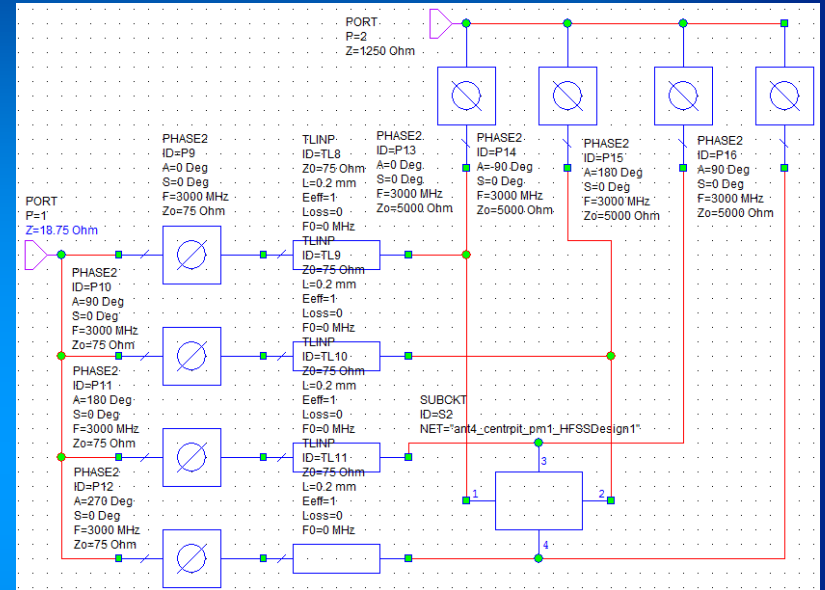 PORT
P=2
Z=1250 Ohm
PHASE2
ID=P9
A=0 Deg
S=0 Deg
F=3000 MHz
Zo=75 Ohm
TLINP
ID=TL8
Z0=75 Ohm
L=0.2 mm
Eeff=1
Loss=0
F0=0 MHz
PHASE2
ID=P13
A=0 Deg
S=0 Deg
F=3000 MHz
Zo=5000 Ohm
PHASE2
ID=P14
A=-90 Deg
S=0 Deg
F=3000 MHz
Zo=5000 Ohm
PHASE2
ID=P15
A=180 Deg
S=0 Deg
F=3000 MHz
Zo=5000 Ohm
PHASE2
ID=P16
A=90 Deg
S=0 Deg
F=3000 MHz
Zo=5000 Ohm
PORT
P=1
Z=18.75 Ohm
TLINP
ID=TL9
Z0=75 Ohm
L=0.2 mm
Eeff=1
Loss=0
F0=0 MHz
PHASE2
ID=P10
A=90 Deg
S=0 Deg
F=3000 MHz
Zo=75 Ohm
TLINP
ID=TL10
Z0=75 Ohm
L=0.2 mm
Eeff=1
Loss=0
F0=0 MHz
PHASE2
ID=P11
A=180 Deg
S=0 Deg
F=3000 MHz
Zo=75 Ohm
SUBCKT
ID=S2
NET="ant4_centrpit_pm1_HFSSDesign1"
TLINP
ID=TL11
Z0=75 Ohm
L=0.2 mm
Eeff=1
Loss=0
F0=0 MHz
PHASE2
ID=P12
A=270 Deg
S=0 Deg
F=3000 MHz
Zo=75 Ohm
3
1
2
4